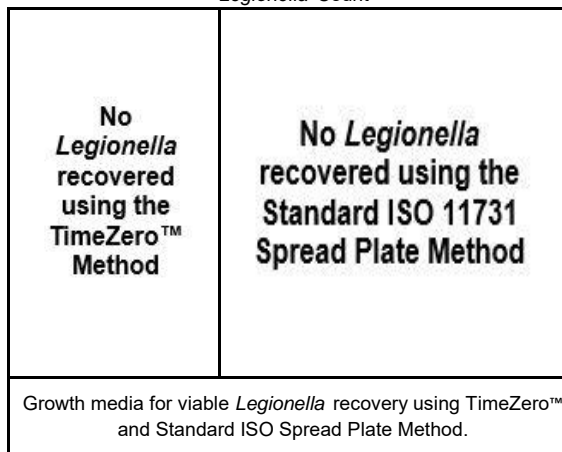 Legionella Count
No
Legionella
recovered
using the
TimeZero™
Method
No Legionella
recovered using the
Standard ISO 11731
Spread Plate Method
Growth media for viable Legionella recovery using TimeZero™
and Standard ISO Spread Plate Method.